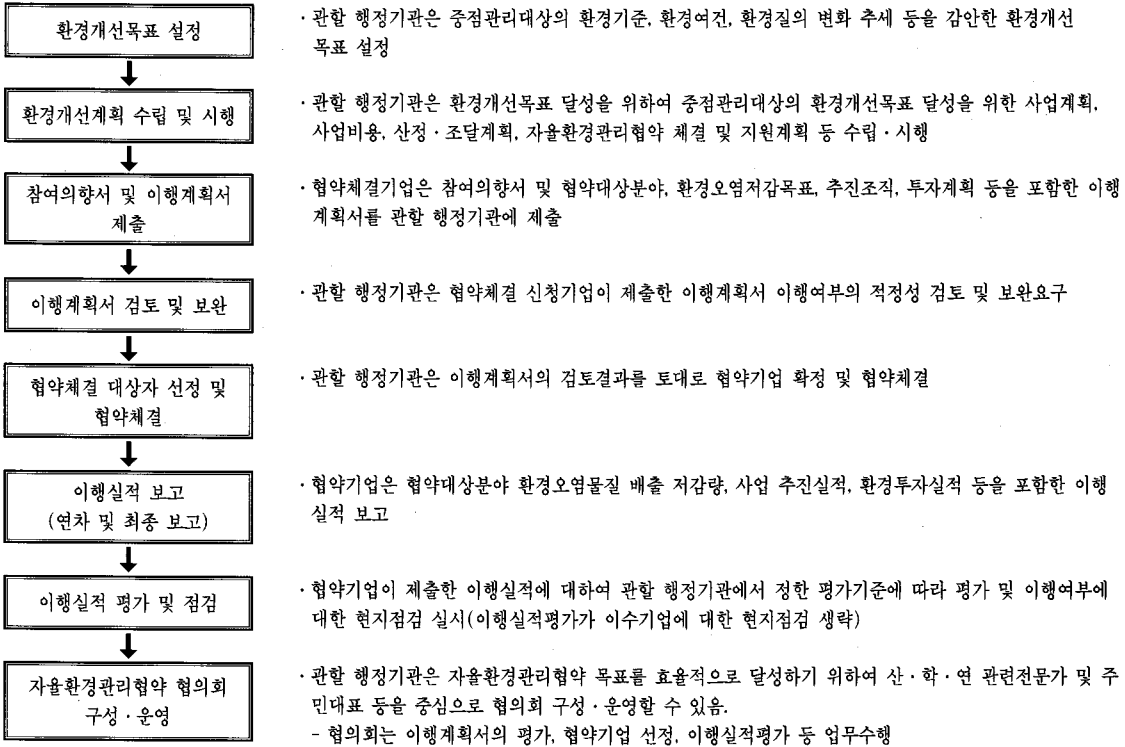 환경개선목표 설정
· 관할 행정기관은 중점관리대상의 환경기준, 환경여건, 환경질의 변화 추세 등을 감안한 환경개선
목표 설정
환경개선계획 수립 및 시행
· 관할 행정기관은 환경개선목표 달성을 위하여 중점관리대상의 환경개선목표 달성을 위한 사업계획,
사업비용, 산정 · 조달계획, 자율환경관리협약 체결 및 지원계획 등 수립 · 시행
참여의향서 및 이행계획서
제출
· 협약체결기업은 참여의향서 및 협약대상분야, 환경오염저감목표, 추진조직, 투자계획 등을 포함한 이행
계획서를 관할 행정기관에 제출
이행계획서 검토 및 보완
· 관할 행정기관은 협약체결 신청기업이 제출한 이행계획서 이행여부의 적정성 검토 및 보완요구
협약체결 대상자 선정 및
협약체결
· 관할 행정기관은 이행계획서의 검토결과를 토대로 협약기업 확정 및 협약체결
이행실적 보고
(연차 및 최종 보고)
· 협약기업은 협약대상분야 환경오염물질 배출 저감량, 사업 추진실적, 환경투자실적 등을 포함한 이행
실적 보고
이행실적 평가 및 점검
· 협약기업이 제출한 이행실적에 대하여 관할 행정기관에서 정한 평가기준에 따라 평가 및 이행여부에
대한 현지점검 실시(이행실적평가가 이수기업에 대한 현지점검 생략)
자율환경관리협약 협의회
구성 · 운영
· 관할 행정기관은 자율환경관리협약 목표를 효율적으로 달성하기 위하여 산 · 학 · 연 관련전문가 및 주
민대표 등을 중심으로 협의회 구성 · 운영할 수 있음.
- 협의회는 이행계획서의 평가, 협약기업 선정, 이행실적평가 등 업무수행